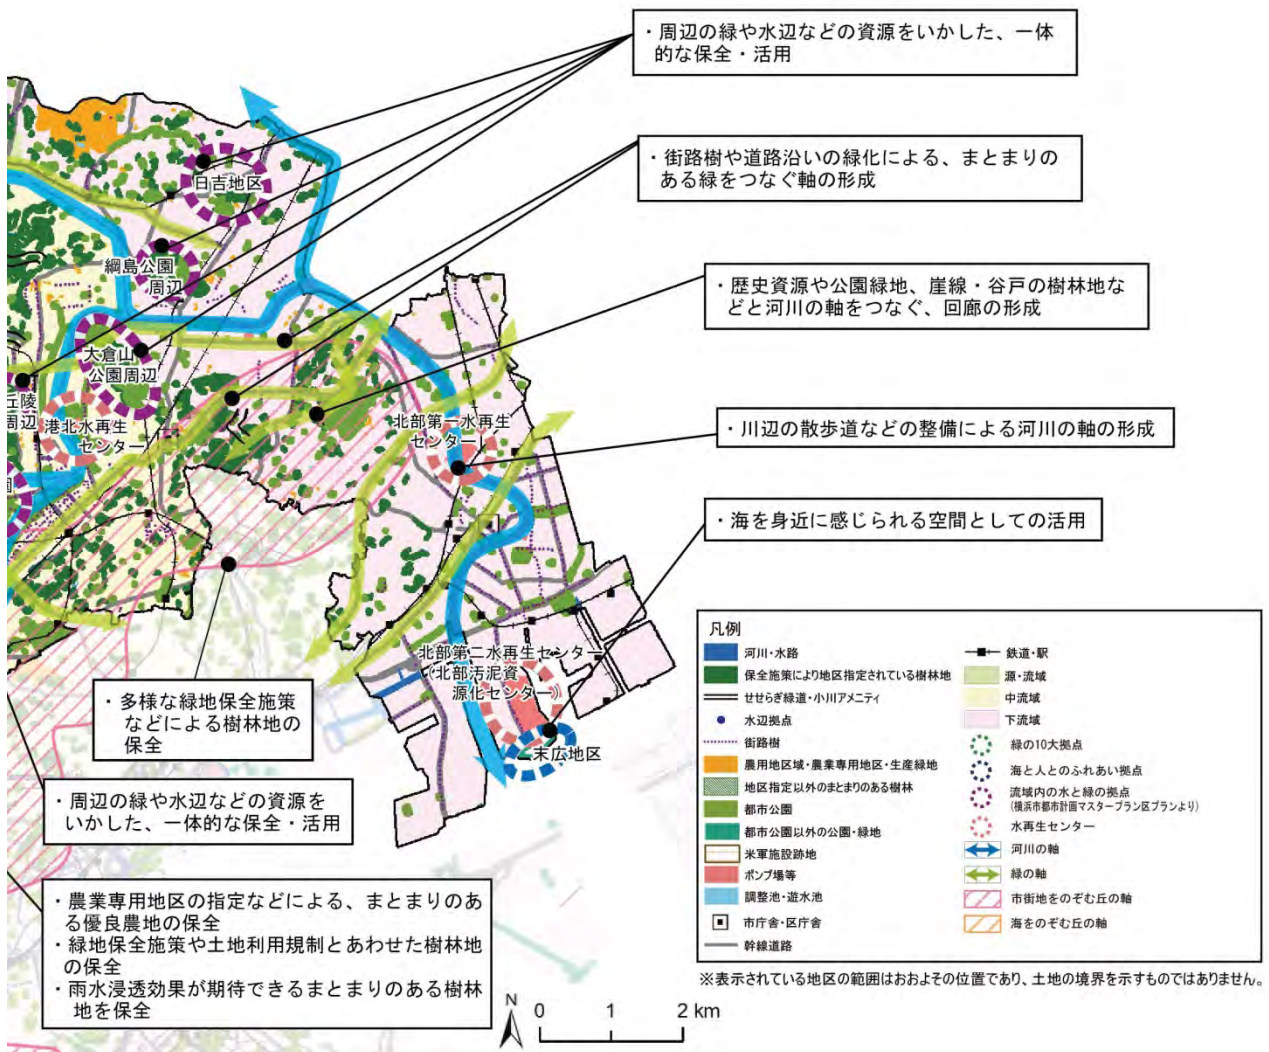 ・周辺の緑や水辺などの資源をいかした、一体
的な保全・活用
・街路樹や道路沿いの緑化による、まとまりの
ある緑をつなぐ軸の形成
・歴史資源や公園緑地、崖線・谷戸の樹林地な
どと河川の軸をつなぐ、回廊の形成
・川辺の散歩道などの整備による河川の軸の形成
・海を身近に感じられる空間としての活用
日吉地区
綱島公園
周辺
大倉山
公園周辺
丘陵
周辺
港北水再生
センター
園
北部第一水再生
センター
北部第二水再生センター
(北部汚泥資
源化センター)
末広地区
・多様な緑地保全施策
などによる樹林地の
保全
・周辺の緑や水辺などの資源を
いかした、一体的な保全・活用
・農業専用地区の指定などによる、まとまりのあ
る優良農地の保全
・緑地保全施策や土地利用規制とあわせた樹林地
の保全
・雨水浸透効果が期待できるまとまりのある樹林
地を保全
凡例
河川・水路
保全施策により地区指定されている樹林地
せせらぎ緑道・小川アメニティ
水辺拠点
街路樹
農用地区域・農業専用地区・生産緑地
地区指定以外のまとまりのある樹林
都市公園
都市公園以外の公園・緑地
米軍施設跡地
ポンプ場等
調整池・遊水池
市庁舎・区庁舎
幹線道路
鉄道・駅
源・流域
中流域
下流域
緑の10大拠点
海と人とのふれあい拠点
流域内の水と緑の拠点
(横浜市都市計画マスタープラン区プランより)
水再生センター
河川の軸
緑の軸
市街地をのぞむ丘の軸
海をのぞむ丘の軸
※表示されている地区の範囲はおおその位置であり、土地の境界を示すものではありません。
N
0 1 2 km